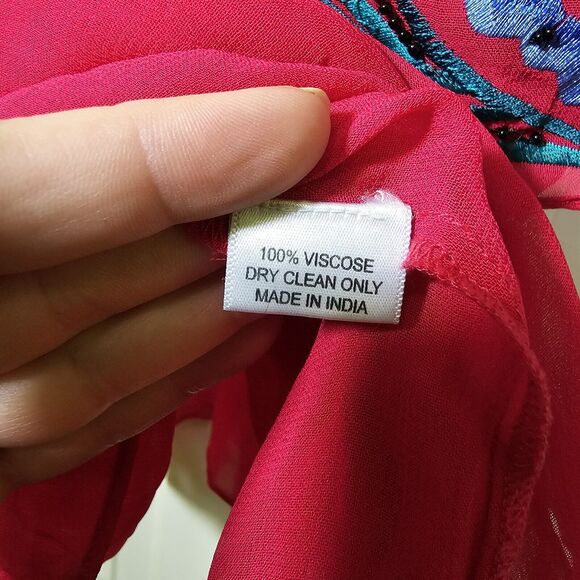 100% VISCOSE
DRY CLEAN ONLY
MADE IN INDIA